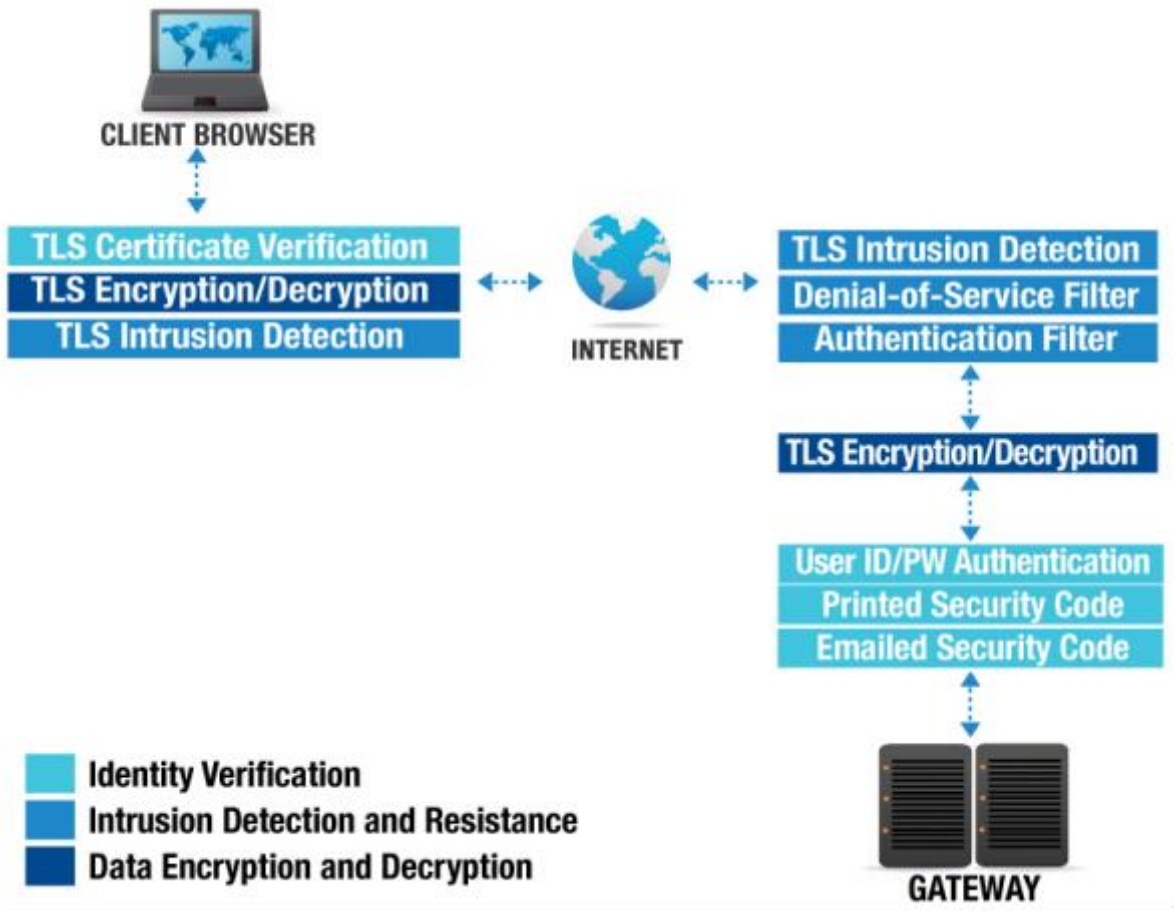 CLIENT BROWSER
TLS Certificate Verification
TLS Encryption/Decryption
TLS Intrusion Detection
INTERNET
TLS Intrusion Detection
Denial-of-Service Filter
Authentication Filter
TLS Encryption/Decryption
User ID/PW Authentication
Printed Security Code
Emailed Security Code
GATEWAY
Identity Verification
Intrusion Detection and Resistance
Data Encryption and Decryption